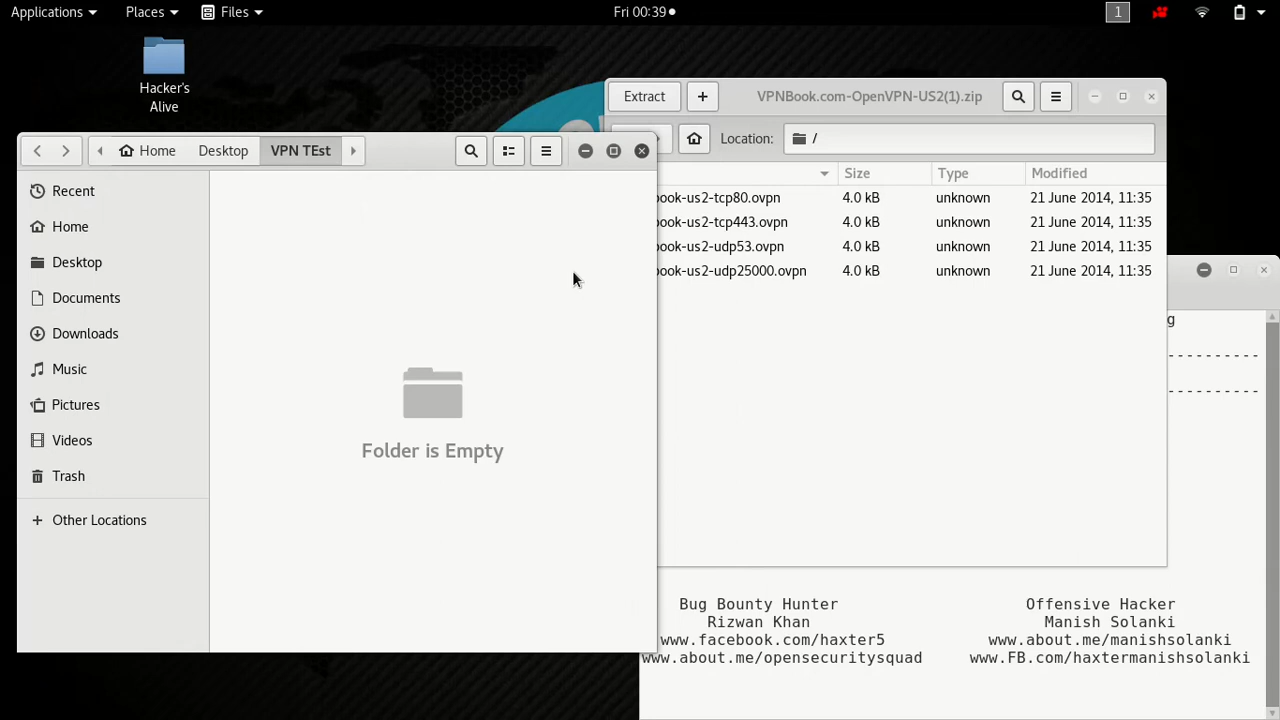 Applications Places Files Fri 00:39 1
Hacker's
Alive
Extract + VPNBook.com-OpenVPN-US2(1).zip
Location: /
Size Type Modified
book-us2-tcp80.ovpn 4.0 kB unknown 21 June 2014, 11:35
book-us2-tcp443.ovpn 4.0 kB unknown 21 June 2014, 11:35
book-us2-udp53.ovpn 4.0 kB unknown 21 June 2014, 11:35
book-us2-udp25000.ovpn 4.0 kB unknown 21 June 2014, 11:35
Home Desktop VPN TEst
Recent
Home
Desktop
Documents
Downloads
Music
Pictures
Videos
Trash
+ Other Locations
Folder is Empty
g
----------
----------
Bug Bounty Hunter Offensive Hacker
Rizwan Khan Manish Solanki
www.facebook.com/haxter5 www.about.me/manishsolanki
www.about.me/opensecuritysquad www.FB.com/haxtermanishsolanki